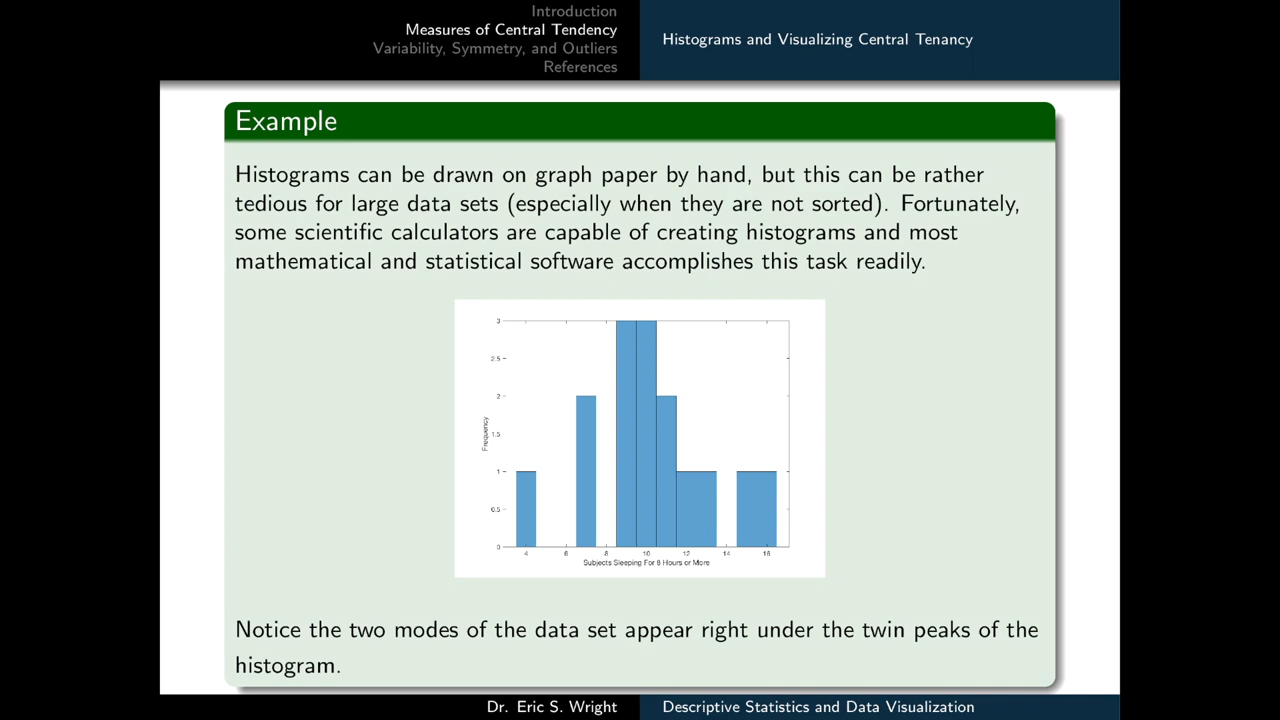 Introduction
Measures of Central Tendency
Variability, Symmetry, and Outliers
References
Histograms and Visualizing Central Tenancy
Example
Histograms can be drawn on graph paper by hand, but this can be rather
tedious for large data sets (especially when they are not sorted). Fortunately,
some scientific calculators are capable of creating histograms and most
mathematical and statistical software accomplishes this task readily.
3
2.5
2
1.5
1
0.5
0
Frequency
4 6 8 10 12 14 16
Subjects Sleeping For 8 Hours or More
Notice the two modes of the data set appear right under the twin peaks of the
histogram.
Dr. Eric S. Wright
Descriptive Statistics and Data Visualization